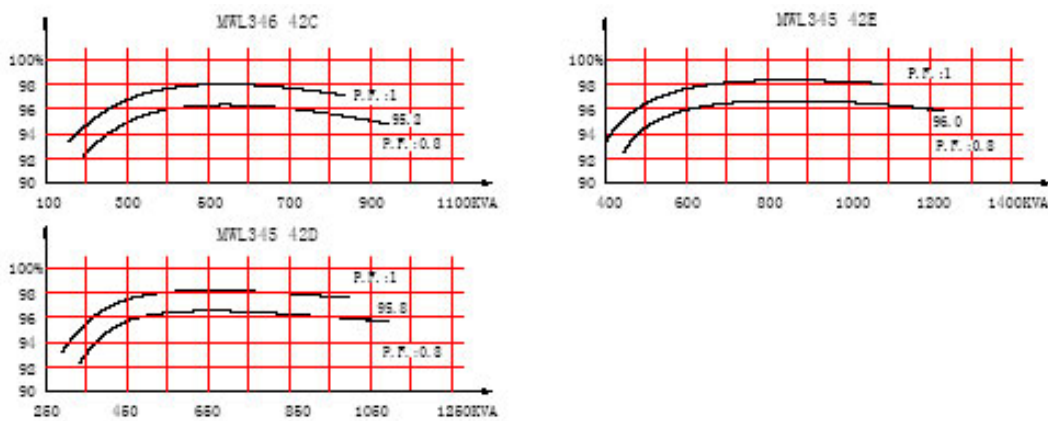 MWL346 42C
100%
98
96
94
92
90
P.F.:1
95.2
P.F.:0.8
100 300 500 700 900 1100KVA
MWL345 42E
100%
98
96
94
92
90
P.F.:1
96.0
P.F.:0.8
400 600 800 1000 1200 1400KVA
MWL345 42D
100%
98
96
94
92
90
P.F.:1
95.8
P.F.:0.8
250 450 650 850 1050 1250KVA